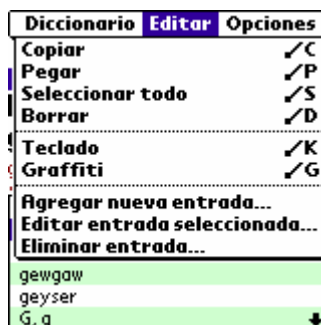 Diccionario Editar Opciones
Copiar /C
Pegar /P
Seleccionar todo /S
Borrar /D
Teclado /K
Graffiti /G
Agregar nueva entrada...
Editar entrada seleccionada...
Eliminar entrada...
gewgaw
geyser
G, g